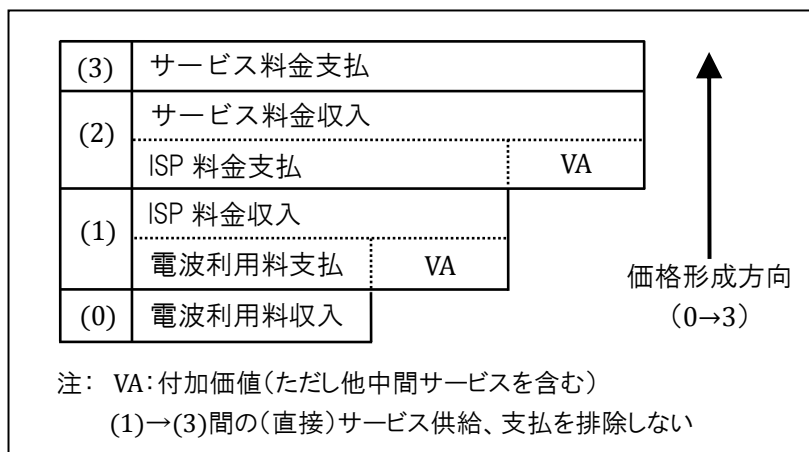 (3) サービス料金支払
(2) サービス料金収入
ISP 料金支払 VA
(1) ISP 料金収入
電波利用料支払 VA
(0) 電波利用料収入
価格形成方向
（0→3）
注： VA：付加価値（ただし他中間サービスを含む）
(1)→(3)間の（直接）サービス供給、支払を排除しない